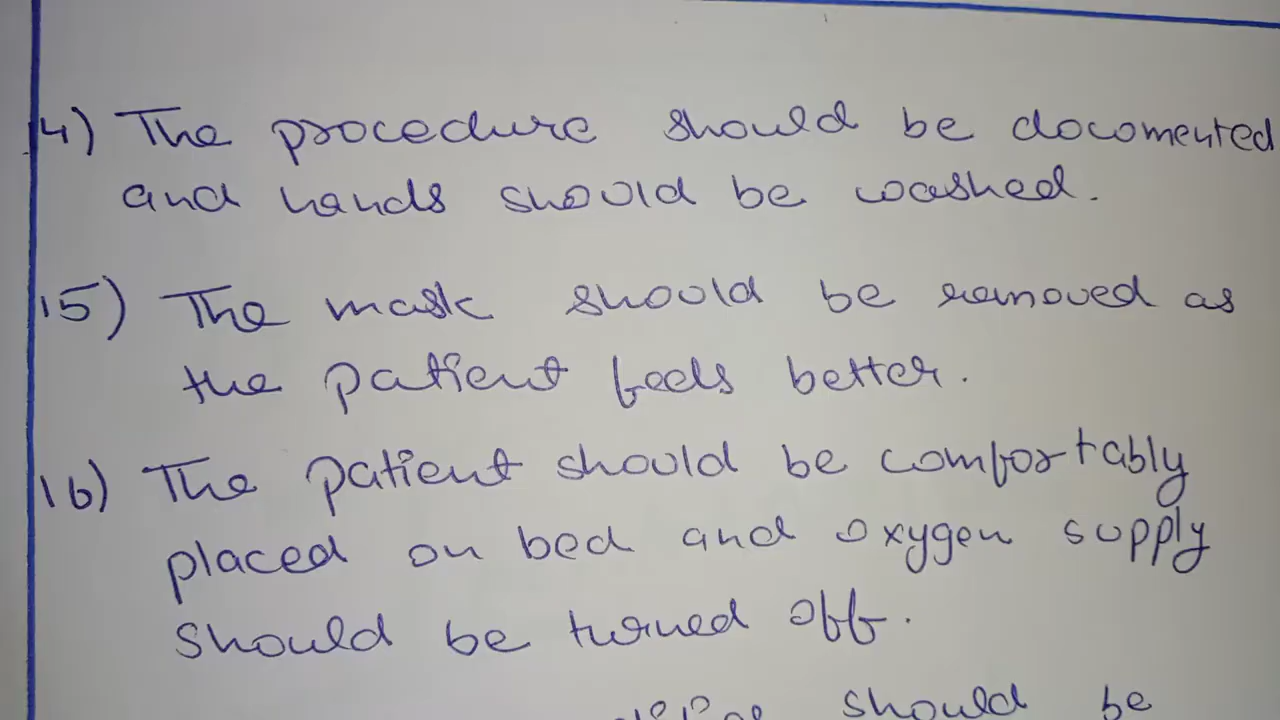 14) The procedure should be documented
and hands should be washed.
15) The mask should be removed as
the patient feels better.
16) The patient should be comfortably
placed on bed and oxygen supply
should be turned off.
should be